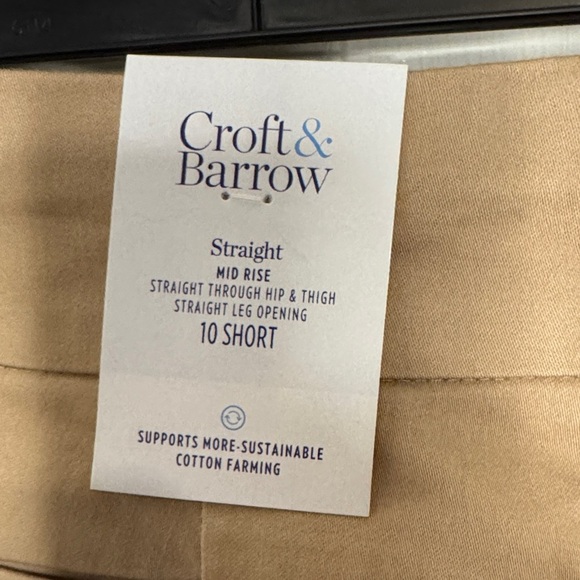 Croft &
Barrow
Straight
MID RISE
STRAIGHT THROUGH HIP & THIGH
STRAIGHT LEG OPENING
10 SHORT
SUPPORTS MORE-SUSTAINABLE
COTTON FARMING